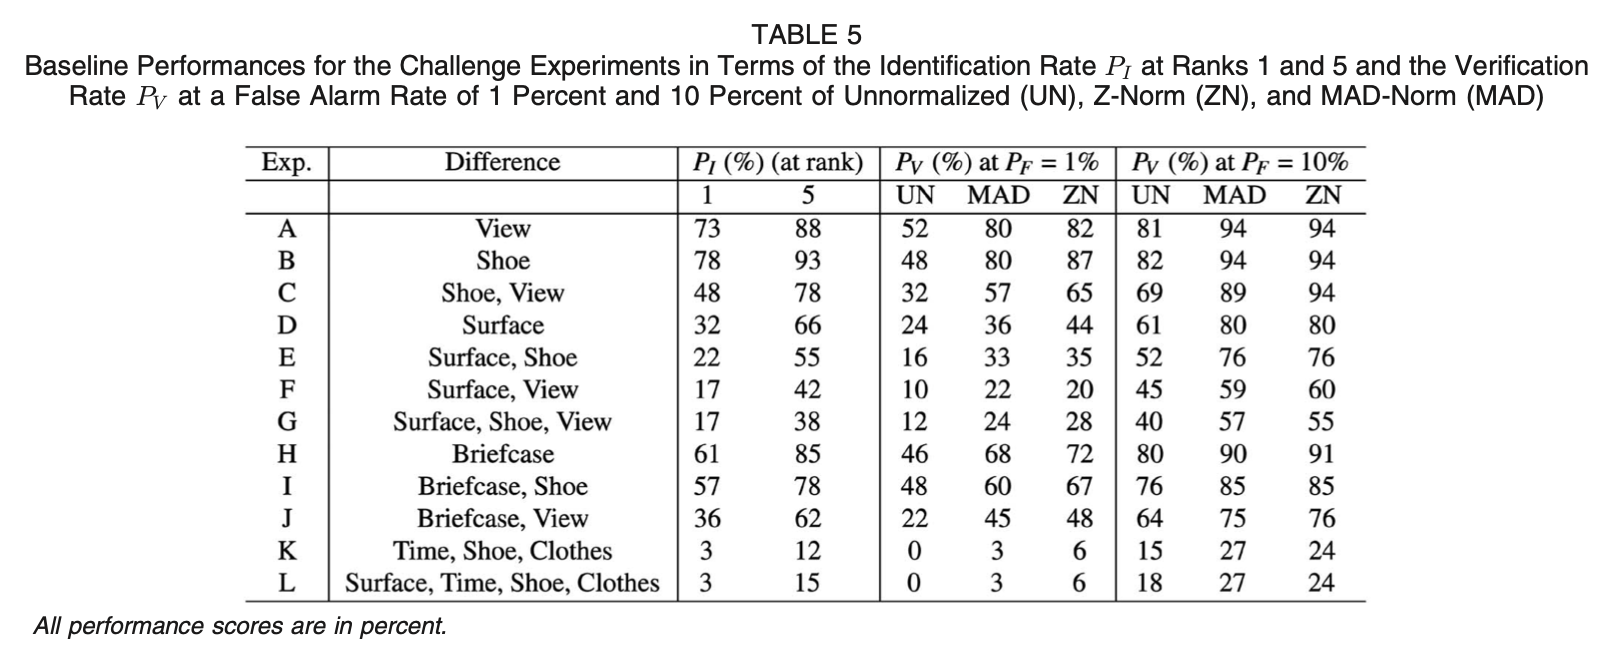 TABLE 5
Baseline Performances for the Challenge Experiments in Terms of the Identification Rate P_I at Ranks 1 and 5 and the Verification
Rate P_V at a False Alarm Rate of 1 Percent and 10 Percent of Unnormalized (UN), Z-Norm (ZN), and MAD-Norm (MAD)
Exp. Difference P_I (%) (at rank) P_V (%) at P_F = 1% P_V (%) at P_F = 10%
1 5 UN MAD ZN UN MAD ZN
A View 73 88 52 80 82 81 94 94
B Shoe 78 93 48 80 87 82 94 94
C Shoe, View 48 78 32 57 65 69 89 94
D Surface 32 66 24 36 44 61 80 80
E Surface, Shoe 22 55 16 33 35 52 76 76
F Surface, View 17 42 10 22 20 45 59 60
G Surface, Shoe, View 17 38 12 24 28 40 57 55
H Briefcase 61 85 46 68 72 80 90 91
I Briefcase, Shoe 57 78 48 60 67 76 85 85
J Briefcase, View 36 62 22 45 48 64 75 76
K Time, Shoe, Clothes 3 12 0 3 6 15 27 24
L Surface, Time, Shoe, Clothes 3 15 0 3 6 18 27 24
All performance scores are in percent.